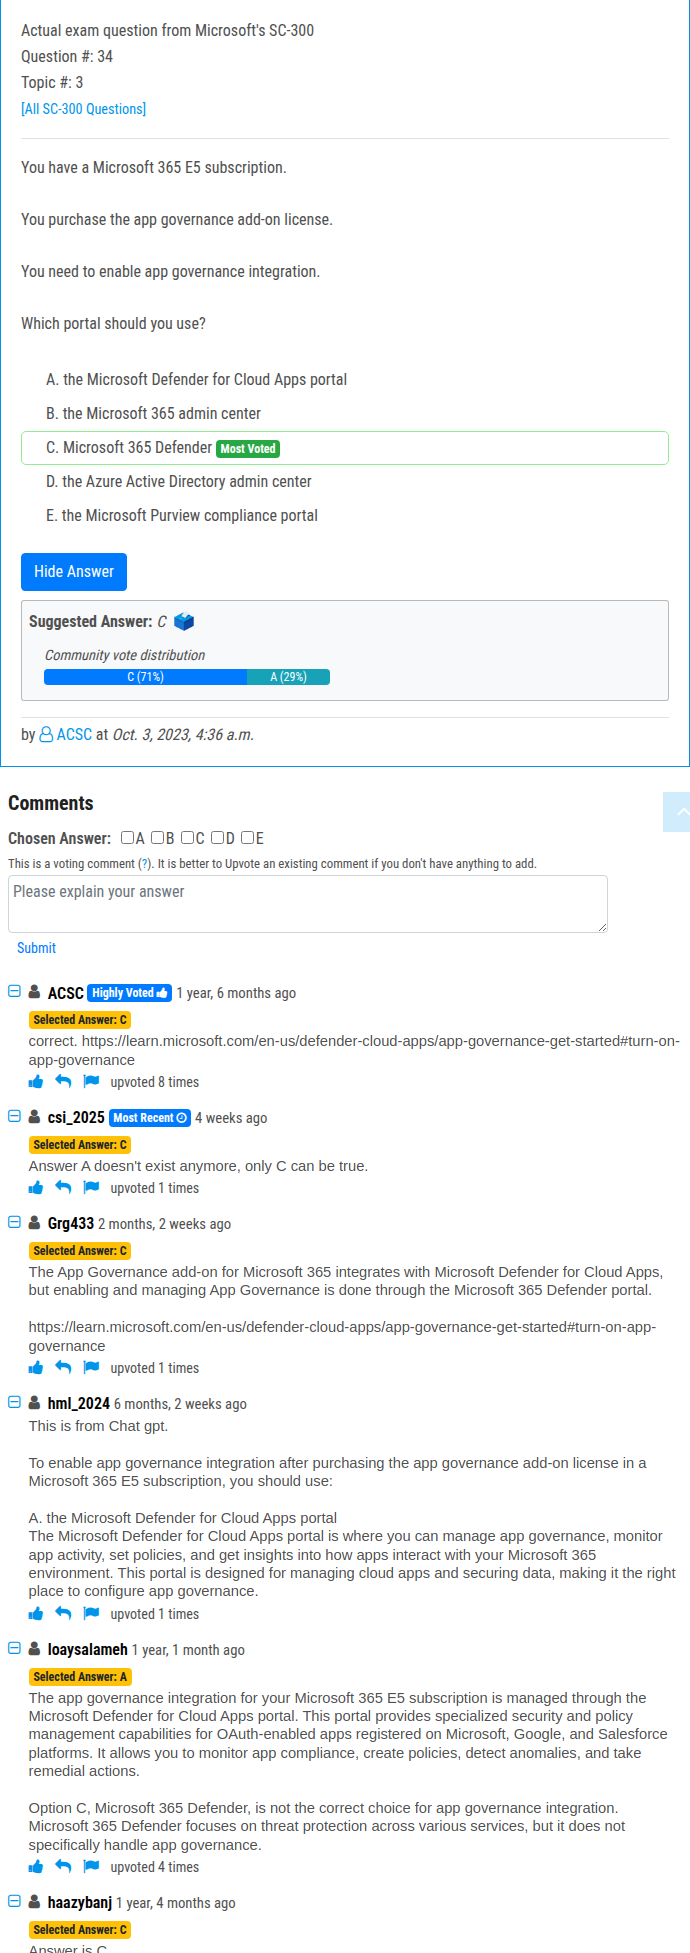 Actual exam question from Microsoft's SC-300
Question #: 34
Topic #: 3
[All SC-300 Questions]
You have a Microsoft 365 E5 subscription.
You purchase the app governance add-on license.
You need to enable app governance integration.
Which portal should you use?
A. the Microsoft Defender for Cloud Apps portal
B. the Microsoft 365 admin center
C. Microsoft 365 Defender Most Voted
D. the Azure Active Directory admin center
E. the Microsoft Purview compliance portal
Hide Answer
Suggested Answer: C
Community vote distribution
C (71%) A (29%)
by ACSC at Oct. 3, 2023, 4:36 a.m.
Comments
Chosen Answer: A B C D E
This is a voting comment (?). It is better to Upvote an existing comment if you don't have anything to add.
Please explain your answer
Submit
ACSC Highly Voted 1 year, 6 months ago
Selected Answer: C
correct. https://learn.microsoft.com/en-us/defender-cloud-apps/app-governance-get-started#turn-on-
app-governance
upvoted 8 times
csi_2025 Most Recent 4 weeks ago
Selected Answer: C
Answer A doesn't exist anymore, only C can be true.
upvoted 1 times
Grg433 2 months, 2 weeks ago
Selected Answer: C
The App Governance add-on for Microsoft 365 integrates with Microsoft Defender for Cloud Apps,
but enabling and managing App Governance is done through the Microsoft 365 Defender portal.
https://learn.microsoft.com/en-us/defender-cloud-apps/app-governance-get-started#turn-on-app-
governance
upvoted 1 times
hml_2024 6 months, 2 weeks ago
This is from Chat gpt.
To enable app governance integration after purchasing the app governance add-on license in a
Microsoft 365 E5 subscription, you should use:
A. the Microsoft Defender for Cloud Apps portal
The Microsoft Defender for Cloud Apps portal is where you can manage app governance, monitor
app activity, set policies, and get insights into how apps interact with your Microsoft 365
environment. This portal is designed for managing cloud apps and securing data, making it the right
place to configure app governance.
upvoted 1 times
loaysalameh 1 year, 1 month ago
Selected Answer: A
The app governance integration for your Microsoft 365 E5 subscription is managed through the
Microsoft Defender for Cloud Apps portal. This portal provides specialized security and policy
management capabilities for OAuth-enabled apps registered on Microsoft, Google, and Salesforce
platforms. It allows you to monitor app compliance, create policies, detect anomalies, and take
remedial actions.
Option C, Microsoft 365 Defender, is not the correct choice for app governance integration.
Microsoft 365 Defender focuses on threat protection across various services, but it does not
specifically handle app governance.
upvoted 4 times
haazybanj 1 year, 4 months ago
Selected Answer: C
Answer is C